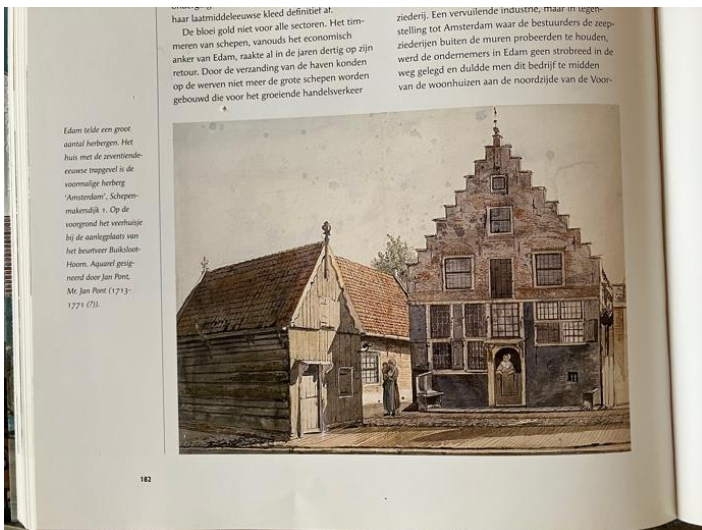 haar laatmiddeleeuwse kleed definitief af.
De bloei gold niet voor alle sectoren. Het tim-
meren van schepen, vanouds het economisch
anker van Edam, raakte al in de jaren dertig op zijn
retour. Door de verzanding van de haven konden
op de werven niet meer de grote schepen worden
gebouwd die voor het groeiende handelsverkeer
ziederij. Een vervuilende industrie, maar in tegen-
stelling tot Amsterdam waar de bestuurders de zeep-
ziederijen buiten de muren probeerden te houden,
werd de ondernemers in Edam geen strobreed in de
weg gelegd en duldde men dit bedrijf te midden
van de woonhuizen aan de noordzijde van de Voor-
Edam telde een groot
aantal herbergen. Het
huis met de zeventiende-
eeuwse trapgevel is de
voormalige herberg
'Amsterdam', Schepen-
makersdijk 1. Op de
voorgrond het veerhuisje
bij de aanlegplaats van
het beurtveer Buiksloot-
Hoorn. Aquarel gesig-
neerd door Jan Pont,
Mr. Jan Pont (1713-
1771 (?)).
182